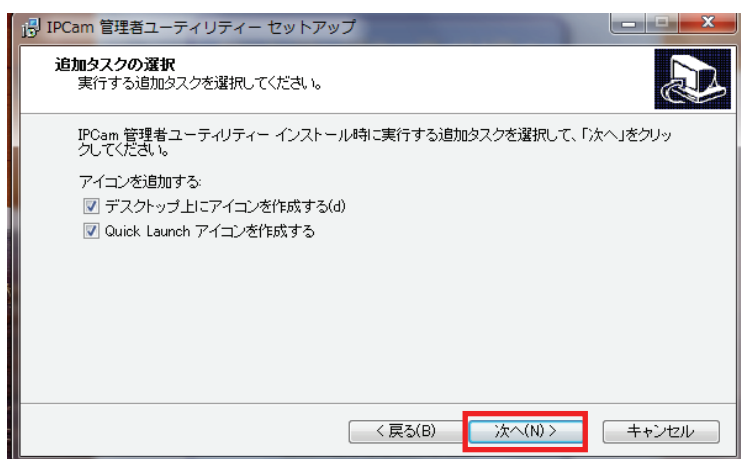 IPCam 管理者ユーティリティー セットアップ
追加タスクの選択
実行する追加タスクを選択してください。
IPCam 管理者ユーティリティー インストール時に実行する追加タスクを選択して、「次へ」をクリッ
クしてください。
アイコンを追加する:
デスクトップ上にアイコンを作成する(d)
Quick Launch アイコンを作成する
< 戻る(B)
次へ(N) >
キャンセル